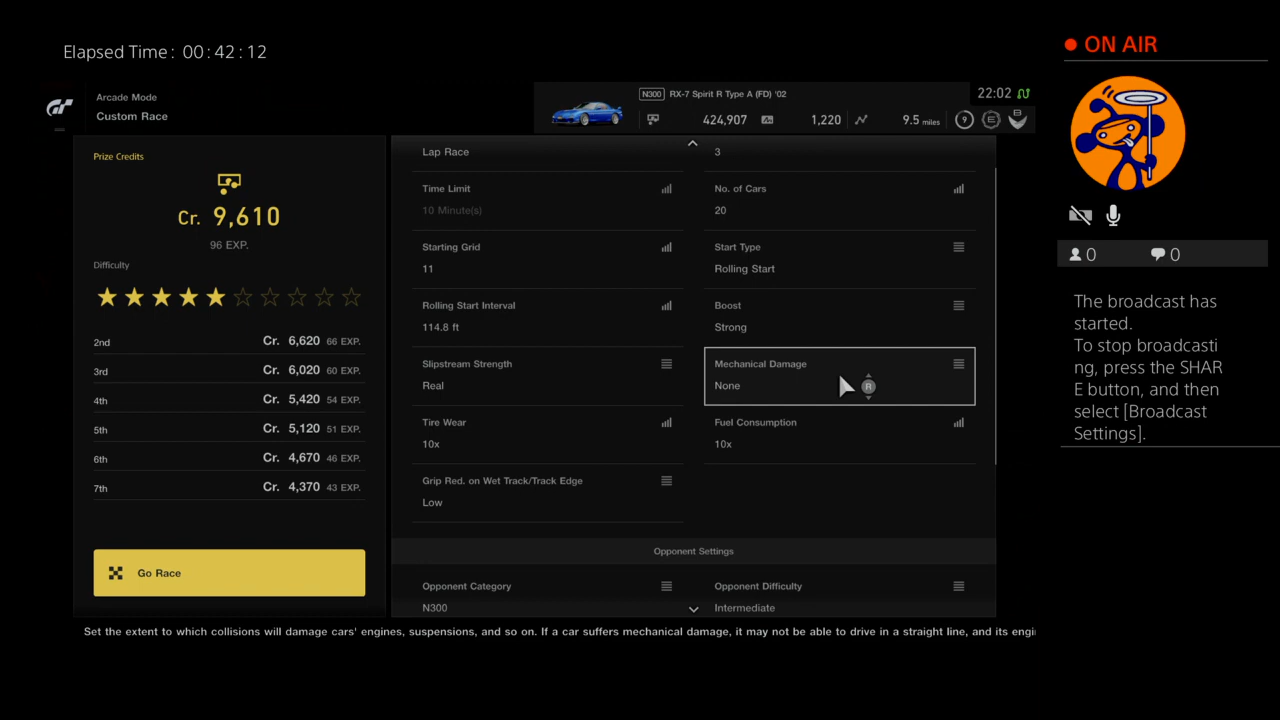 Elapsed Time: 00:42:12
ON AIR
GT
Arcade Mode
Custom Race
N300 RX-7 Spirit R Type A (FD) '02
22:02
424,907 1,220 9.5 miles 9 E
Prize Credits
Cr. 9,610
96 EXP.
Difficulty
2nd Cr. 6,620 66 EXP.
3rd Cr. 6,020 60 EXP.
4th Cr. 5,420 54 EXP.
5th Cr. 5,120 51 EXP.
6th Cr. 4,670 46 EXP.
7th Cr. 4,370 43 EXP.
Go Race
Lap Race 3
Time Limit
10 Minute(s)
No. of Cars
20
Starting Grid
11
Start Type
Rolling Start
Rolling Start Interval
114.8 ft
Boost
Strong
Slipstream Strength
Real
Mechanical Damage
None R
Tire Wear
10x
Fuel Consumption
10x
Grip Red. on Wet Track/Track Edge
Low
Opponent Settings
Opponent Category
N300
Opponent Difficulty
Intermediate
Set the extent to which collisions will damage cars' engines, suspensions, and so on. If a car suffers mechanical damage, it may not be able to drive in a straight line, and its engi
0 0
The broadcast has
started.
To stop broadcasti
ng, press the SHAR
E button, and then
select [Broadcast
Settings].